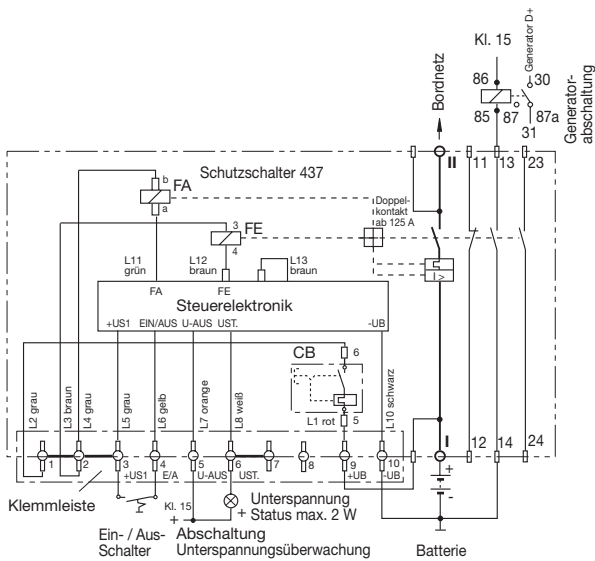 Kl. 15
Generator D+
86
30
85
87
87a
31
Generator-
abschaltung
Bordnetz
II
11
13
23
Schutzschalter 437
b
FA
a
3
FE
4
Doppel-
kontakt
ab 125 A
L11
grün
L12
braun
L13
braun
I >
FA
FE
Steuerelektronik
+US1
EIN/AUS
U-AUS
UST.
-UB
CB
6
5
L1 rot
L2 grau
L3 braun
L4 grau
L5 grau
L6 gelb
L7 orange
L8 weiß
L10 schwarz
I
12
14
24
1
2
3
4
5
6
7
8
9
10
+US1
E/A
U-AUS
UST.
+UB
-UB
Klemmleiste
Kl. 15
+
+
Unterspannung
Status max. 2 W
+
-
Ein- / Aus-
Schalter
Abschaltung
Unterspannungsüberwachung
Batterie